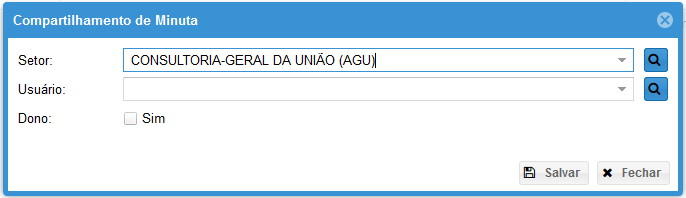 Compartilhamento de Minuta
Setor: CONSULTORIA-GERAL DA UNIÃO (AGU)
Usuário:
Dono: Sim
Salvar Fechar